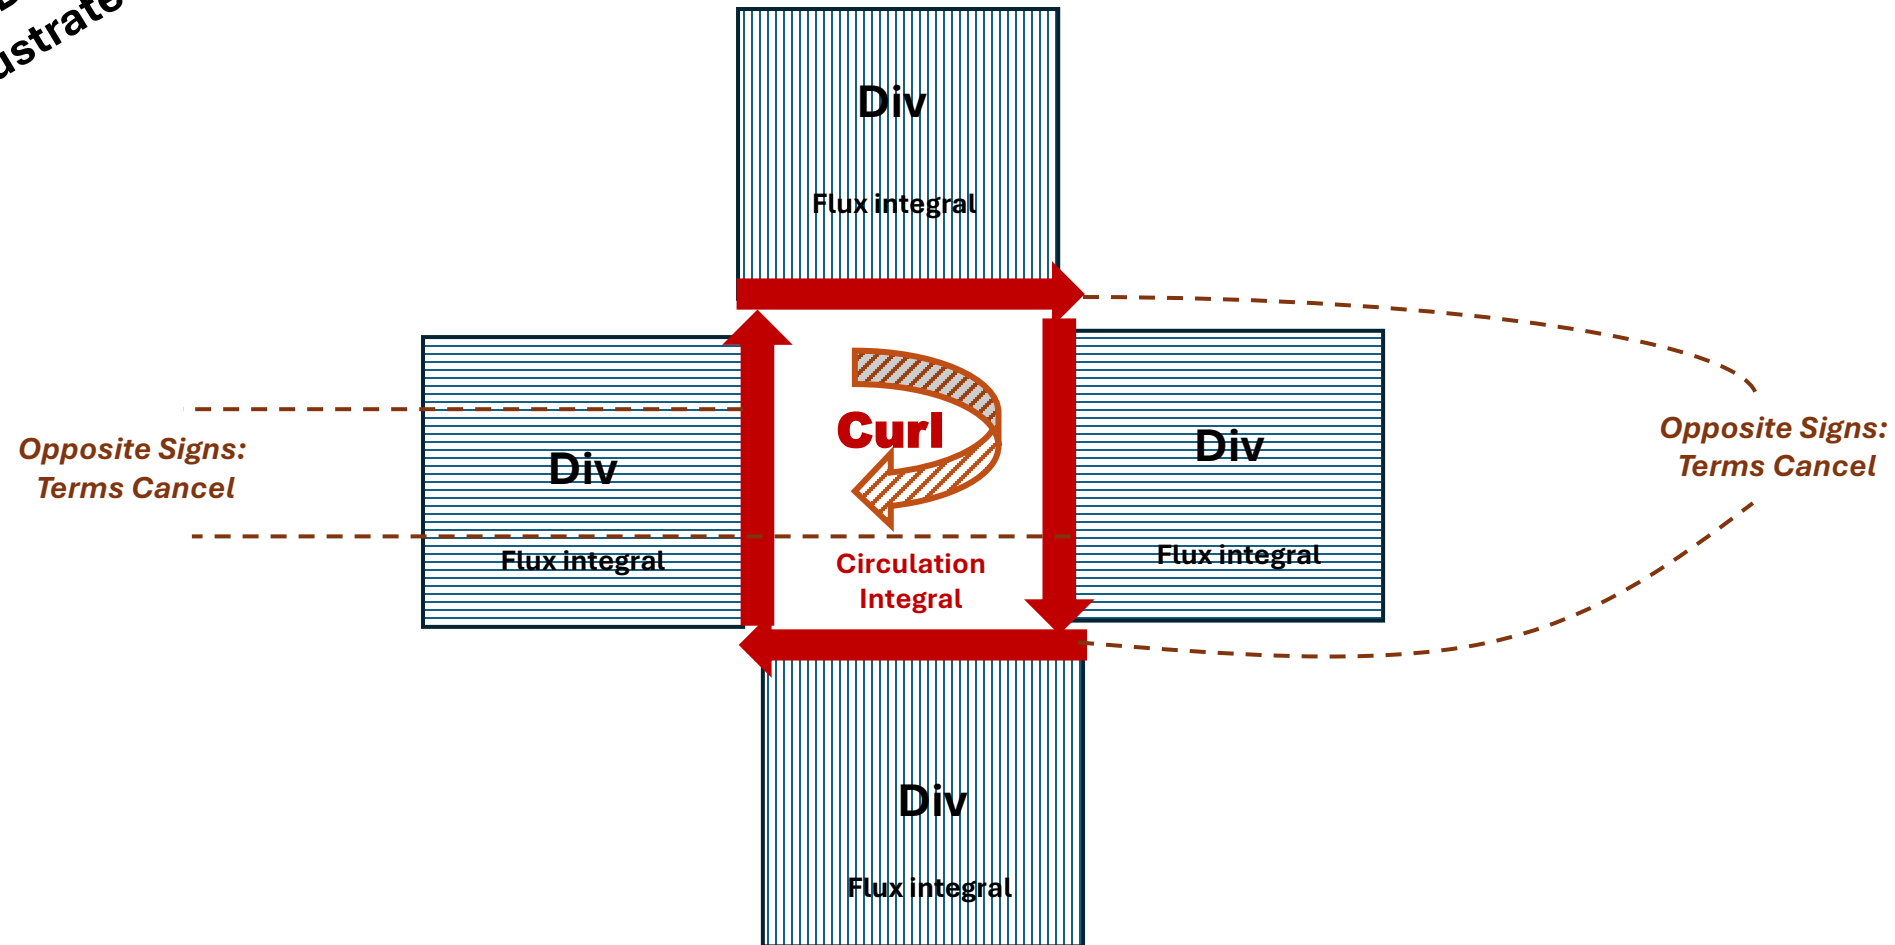 Div
Flux integral
Curl
Circulation
Integral
Div
Flux integral
Div
Flux integral
Opposite Signs:
Terms Cancel
Opposite Signs:
Terms Cancel
Div
Flux integral